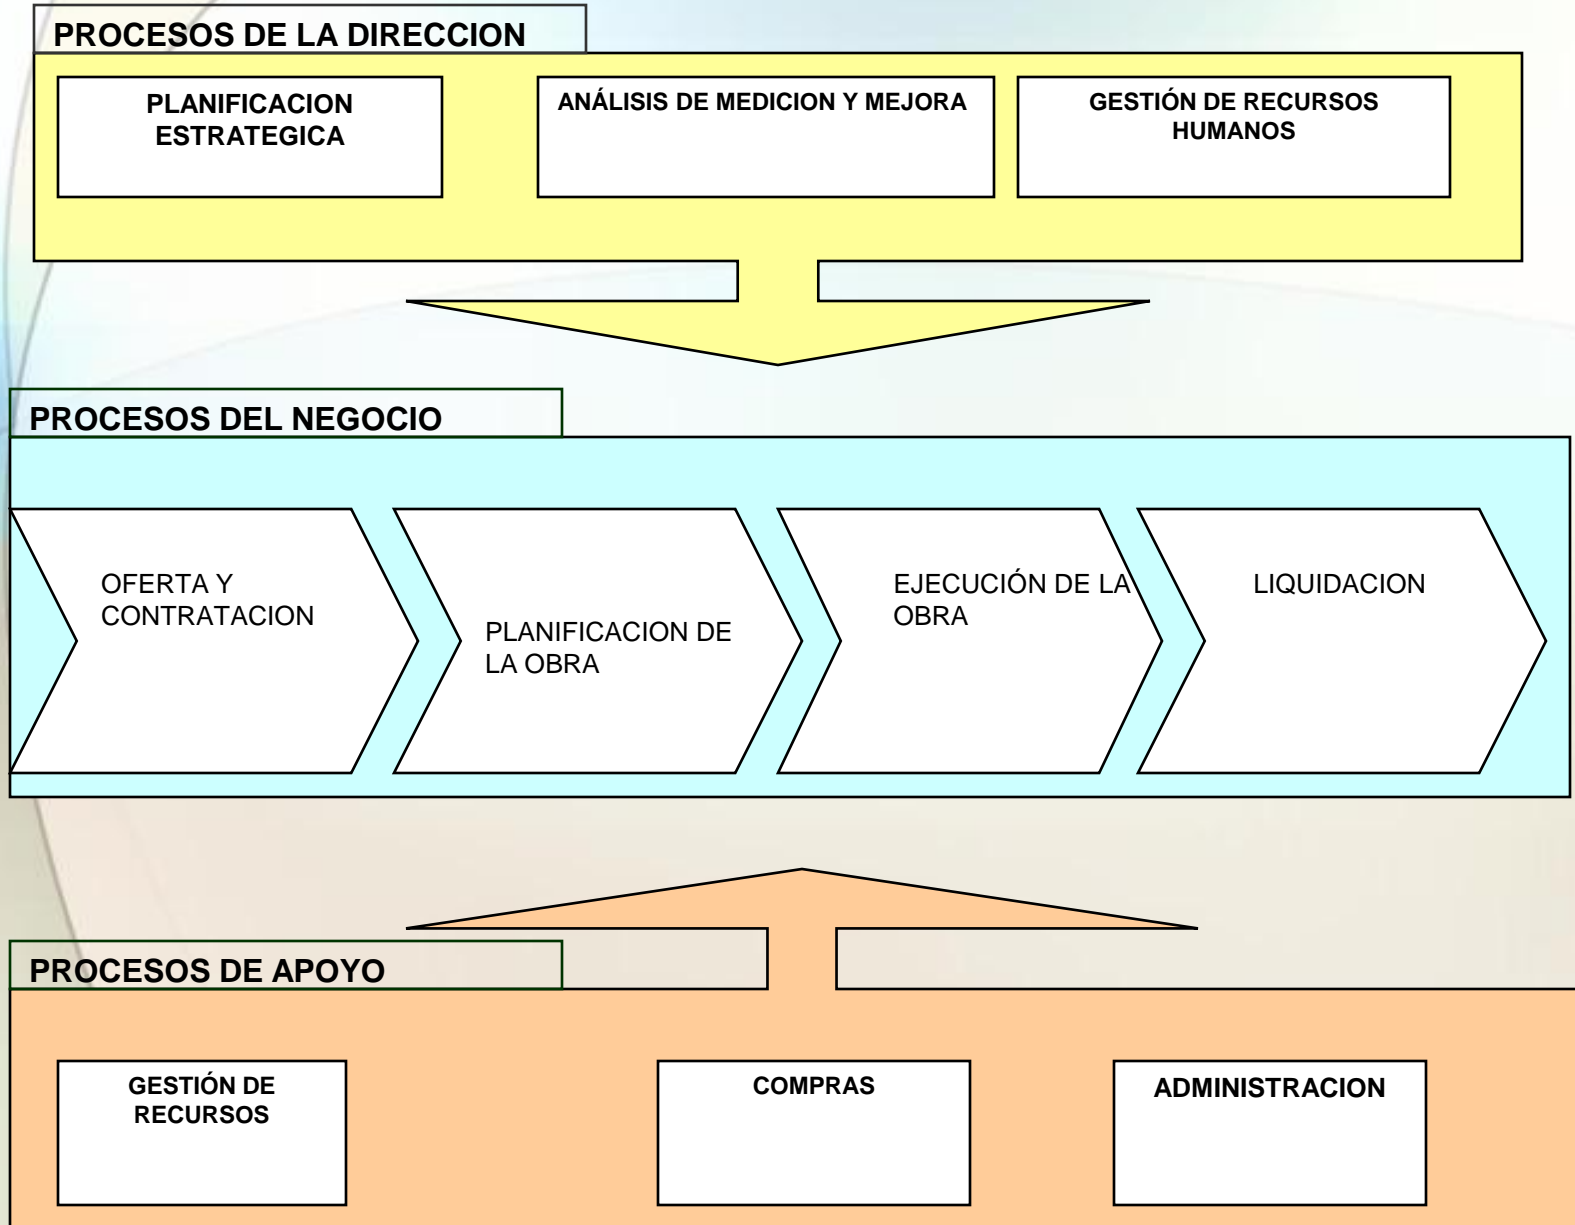 PROCESOS DE LA DIRECCION
PLANIFICACION
ESTRATEGICA
ANÁLISIS DE MEDICION Y MEJORA
GESTIÓN DE RECURSOS
HUMANOS
PROCESOS DEL NEGOCIO
OFERTA Y
CONTRATACION
PLANIFICACION DE
LA OBRA
EJECUCIÓN DE LA
OBRA
LIQUIDACION
PROCESOS DE APOYO
GESTIÓN DE
RECURSOS
COMPRAS
ADMINISTRACION